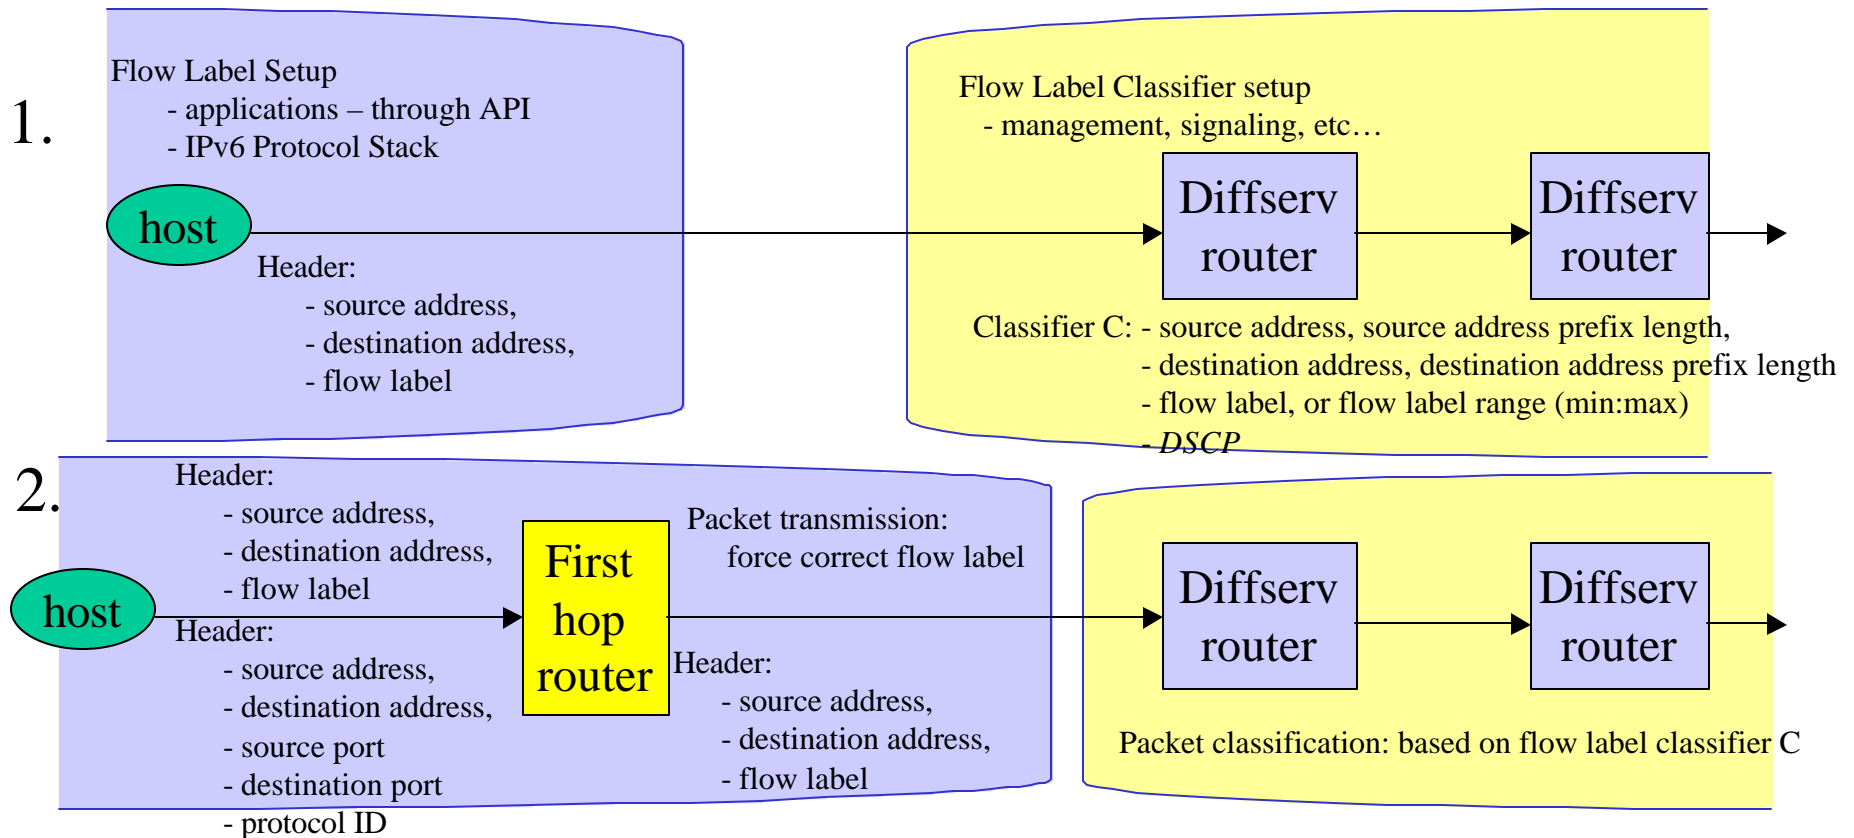 1.
Flow Label Setup
- applications – through API
- IPv6 Protocol Stack
host
Header:
- source address,
- destination address,
- flow label
Flow Label Classifier setup
- management, signaling, etc…
Diffserv
router
Diffserv
router
Classifier C: - source address, source address prefix length,
- destination address, destination address prefix length
- flow label, or flow label range (min:max)
- DSCP
2.
Header:
- source address,
- destination address,
- flow label
host
Header:
- source address,
- destination address,
- source port
- destination port
- protocol ID
First
hop
router
Packet transmission:
force correct flow label
Header:
- source address,
- destination address,
- flow label
Diffserv
router
Diffserv
router
Packet classification: based on flow label classifier C